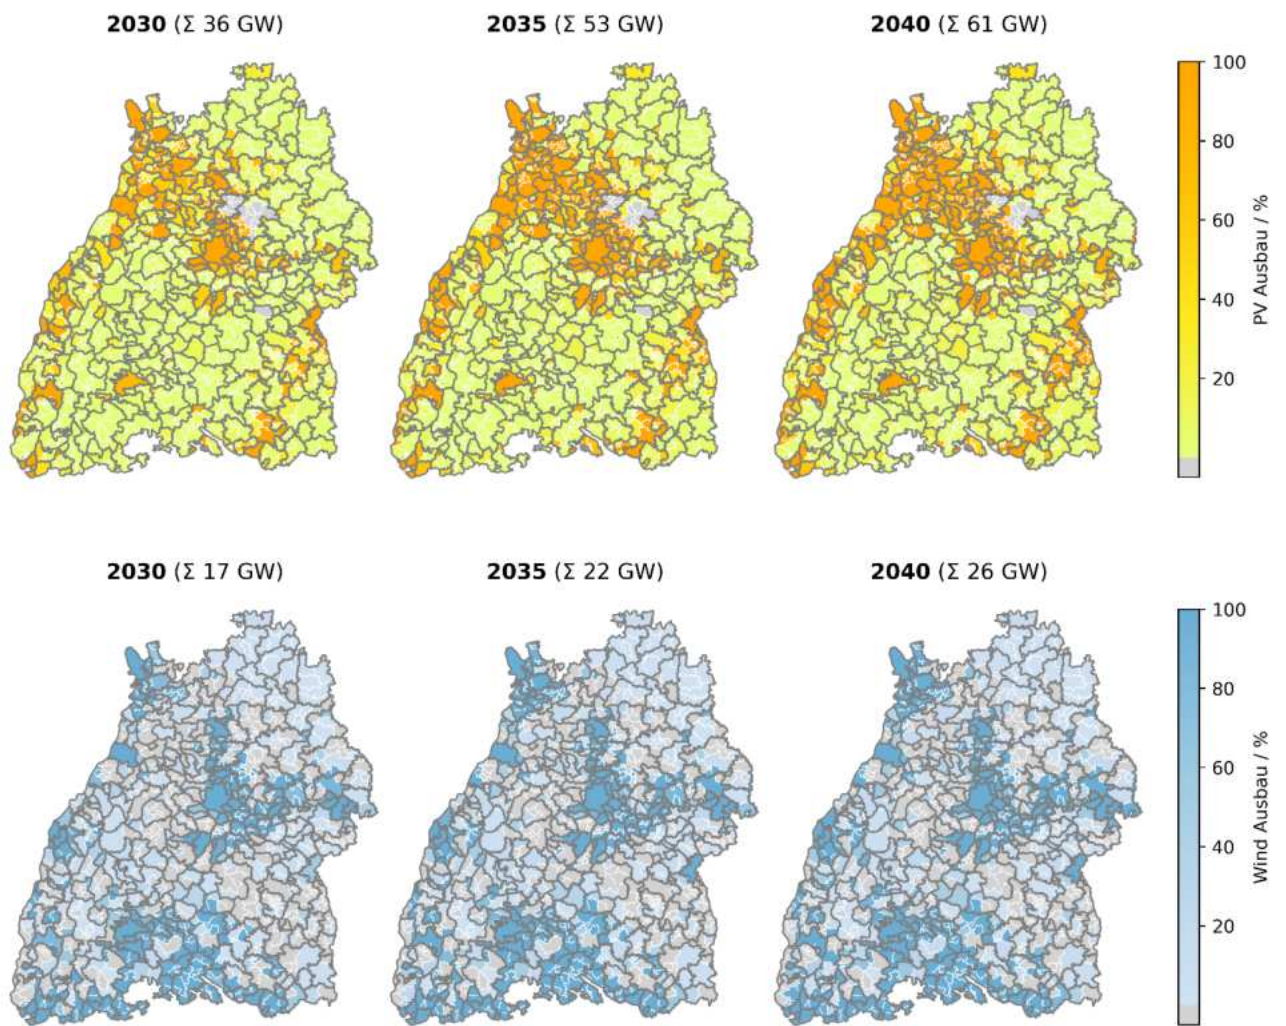 2030 (Σ 36 GW)
2035 (Σ 53 GW)
2040 (Σ 61 GW)
100
80
60
40
20
PV Ausbau / %
2030 (Σ 17 GW)
2035 (Σ 22 GW)
2040 (Σ 26 GW)
100
80
60
40
20
Wind Ausbau / %